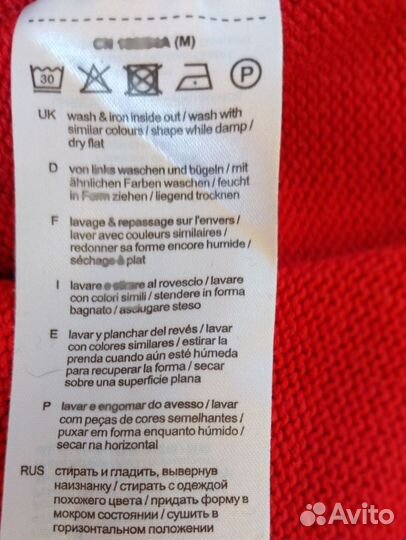 CN (M)
30 P
UK wash & iron inside out / wash with
similar colours / shape while damp /
dry flat
D von links waschen und bügeln / mit
ähnlichen Farben waschen / feucht
in Form ziehen / liegend trocknen
F lavage & repassage sur l'envers /
laver avec couleurs similaires /
redonner sa forme encore humide /
séchage à plat
I lavare e stirare al rovescio / lavare
con colori simili / stendere in forma
bagnato / asciugare steso
E lavar y planchar del revés / lavar
con colores similares / estirar la
prenda cuando aún esté húmeda
para recuperar la forma / secar
sobre una superficie plana
P lavar e engomar do avesso / lavar
com peças de cores semelhantes /
puxar em forma enquanto húmido /
secar na horizontal
RUS стирать и гладить, вывернув
наизнанку / стирать с одеждой
похожего цвета / придать форму в
мокром состоянии / сушить в
горизонтальном положении
Avito